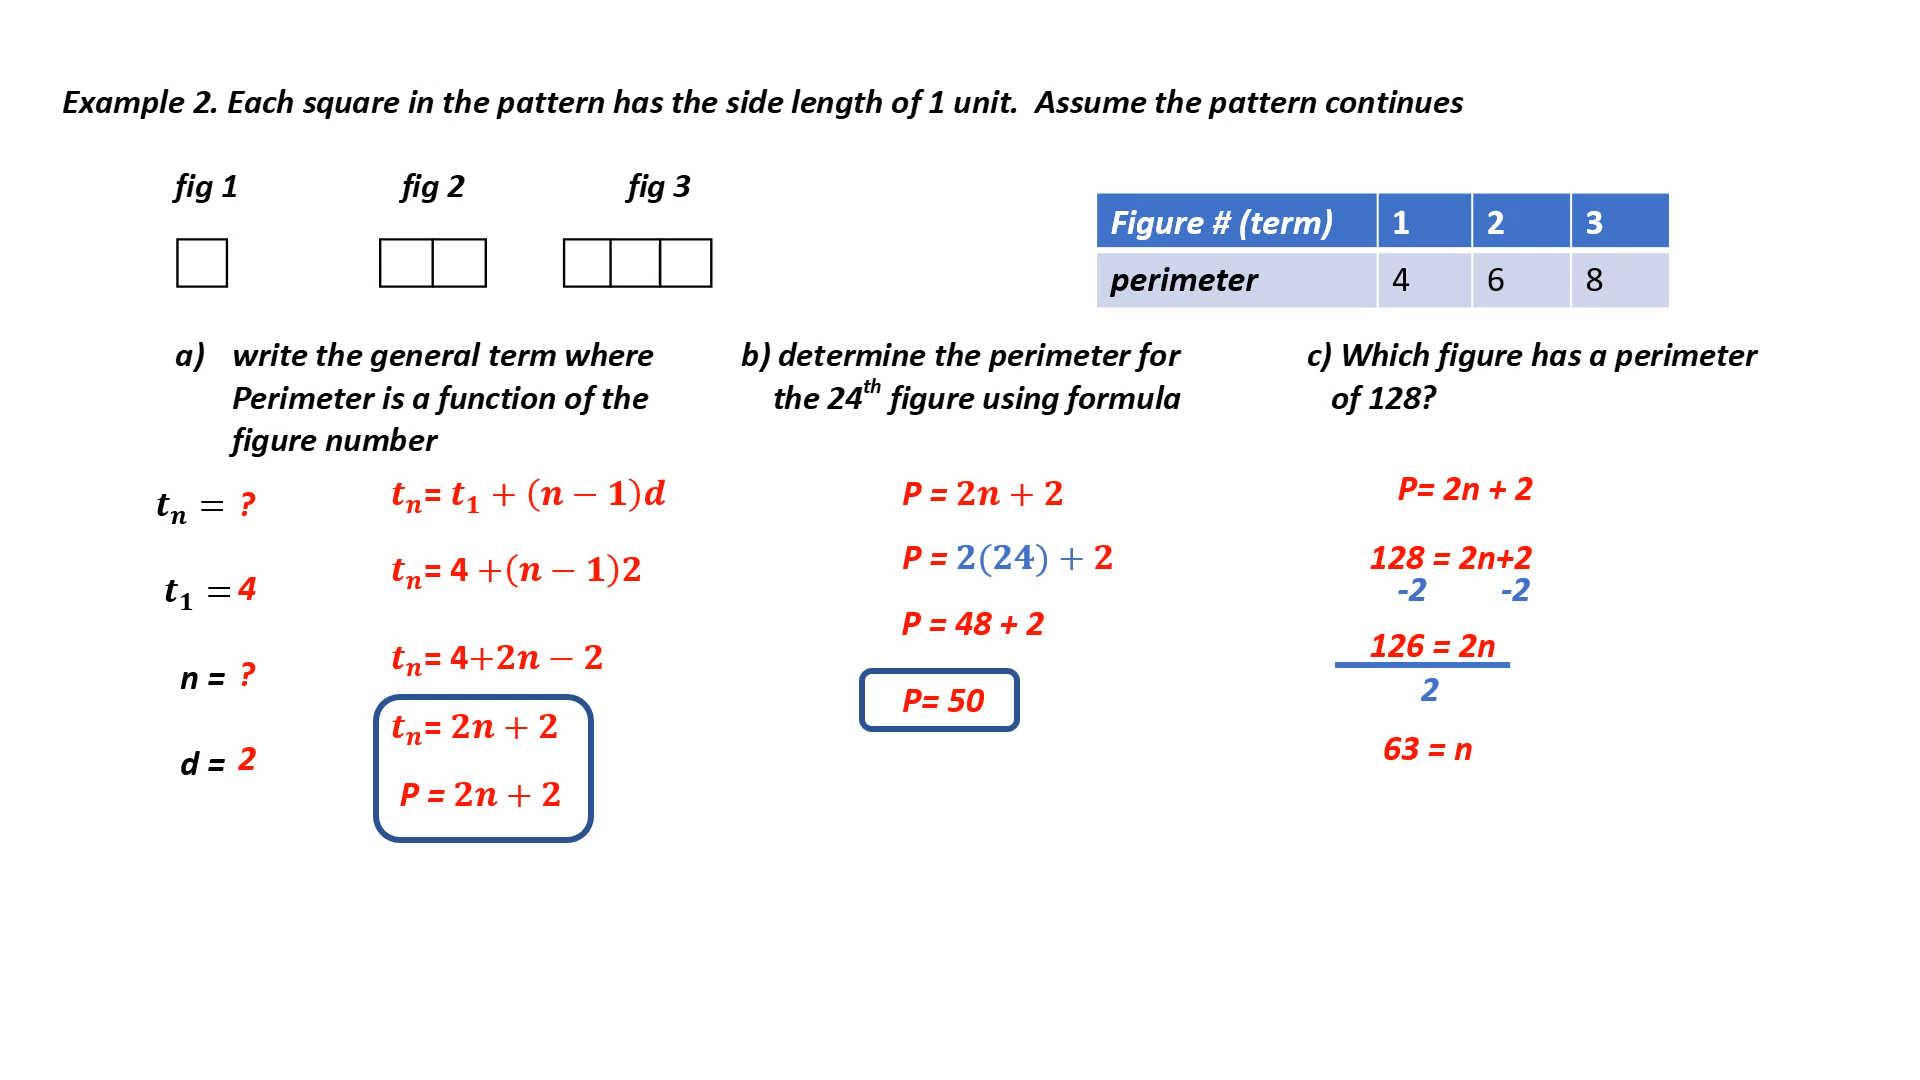 Example 2. Each square in the pattern has the side length of 1 unit.  Assume the pattern continues
fig 1 fig 2 fig 3
Figure # (term) 1 2 3
perimeter 4 6 8
a) write the general term where
Perimeter is a function of the
figure number
tₙ = ?
t₁ = 4
n = ?
d = 2
tₙ= t₁ + (n − 1)d
tₙ= 4 +(n − 1)2
tₙ= 4+2n − 2
tₙ= 2n + 2
P = 2n + 2
b) determine the perimeter for
the 24ᵗʰ figure using formula
P = 2n + 2
P = 2(24) + 2
P = 48 + 2
P= 50
c) Which figure has a perimeter
of 128?
P= 2n + 2
128 = 2n+2
-2 -2
126 = 2n
2
63 = n